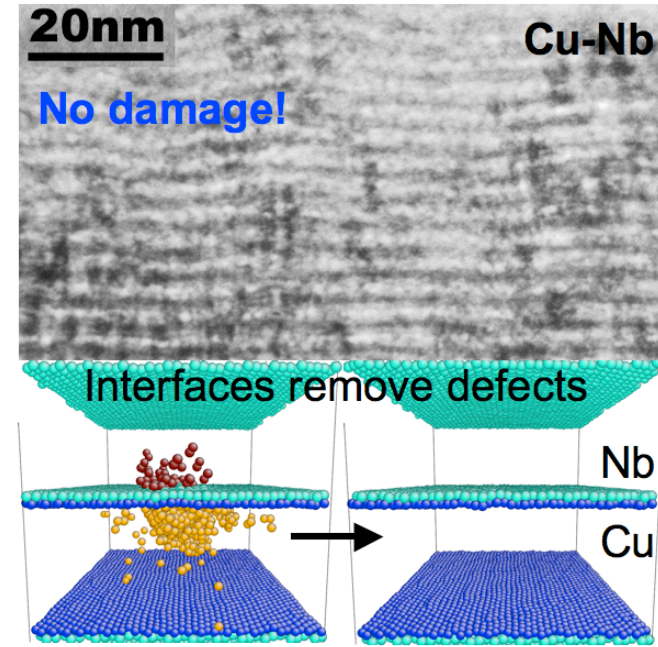 20nm
Cu-Nb
No damage!
Interfaces remove defects
Nb
Cu